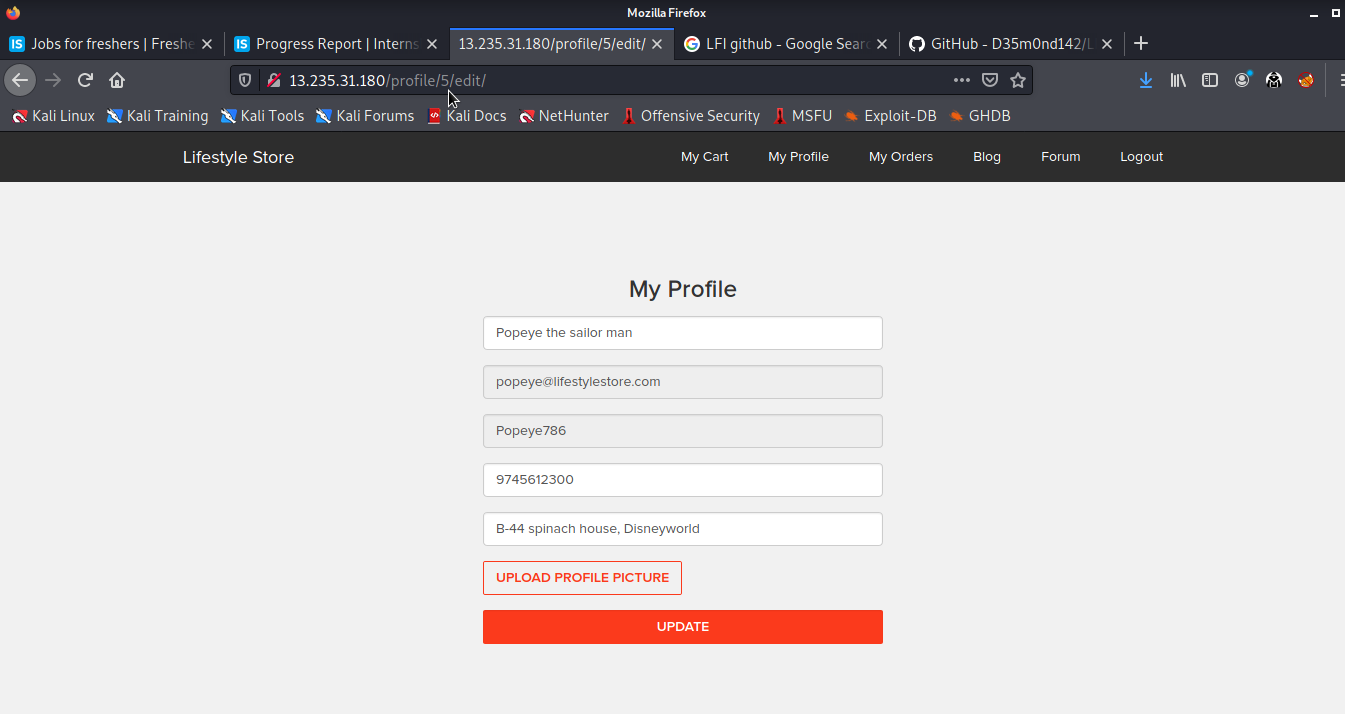 Mozilla Firefox
IS Jobs for freshers | Freshe
IS Progress Report | Interns
13.235.31.180/profile/5/edit/
LFI github - Google Sear
GitHub - D35m0nd142/L
13.235.31.180/profile/5/edit/
Kali Linux Kali Training Kali Tools Kali Forums Kali Docs NetHunter Offensive Security MSFU Exploit-DB GHDB
Lifestyle Store My Cart My Profile My Orders Blog Forum Logout
My Profile
Popeye the sailor man
popeye@lifestylestore.com
Popeye786
9745612300
B-44 spinach house, Disneyworld
UPLOAD PROFILE PICTURE
UPDATE